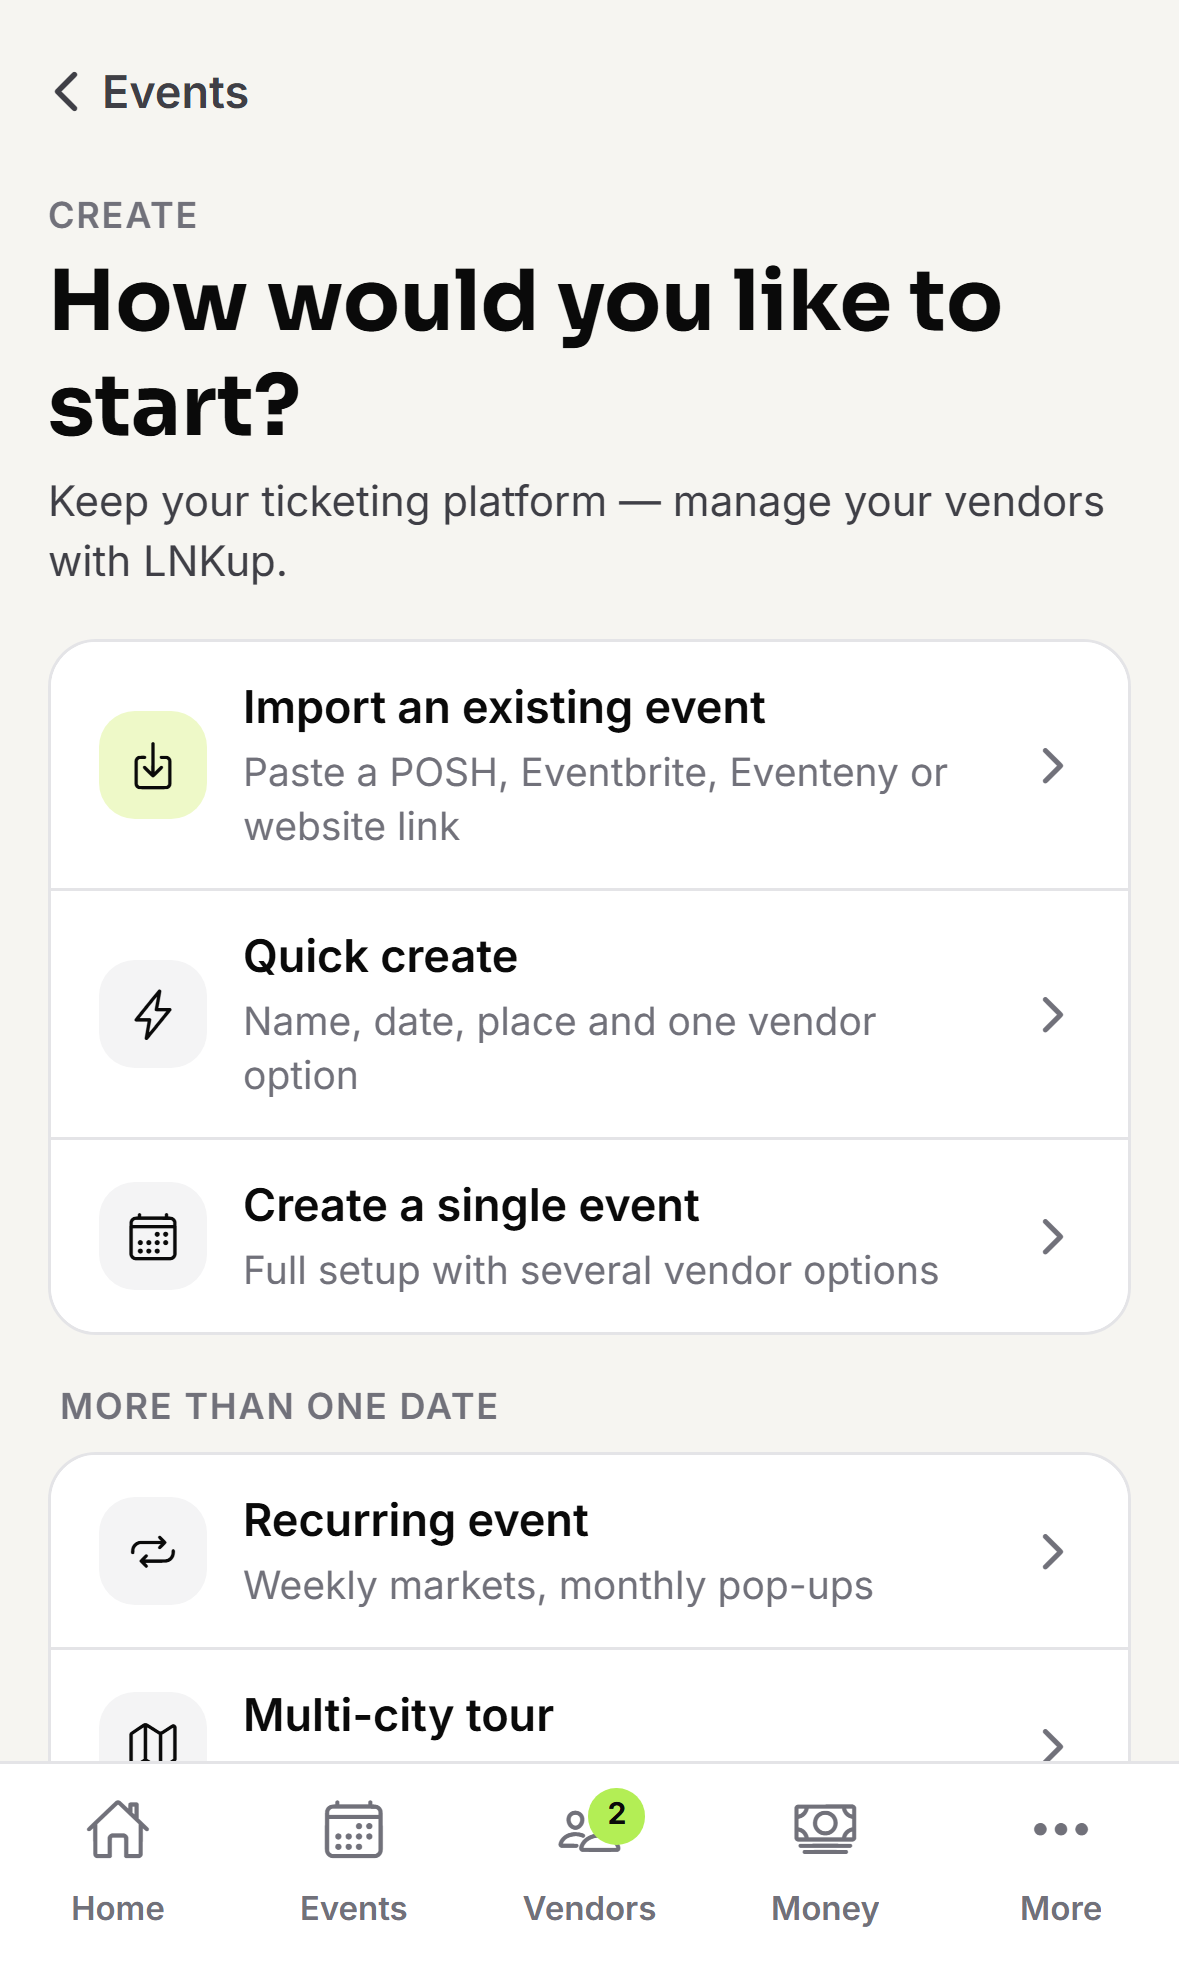 Events
CREATE
How would you like to
start?
Keep your ticketing platform — manage your vendors
with LNKup.
Import an existing event
Paste a POSH, Eventbrite, Eventeny or
website link
Quick create
Name, date, place and one vendor
option
Create a single event
Full setup with several vendor options
MORE THAN ONE DATE
Recurring event
Weekly markets, monthly pop-ups
Multi-city tour
2
Home
Events
Vendors
Money
More